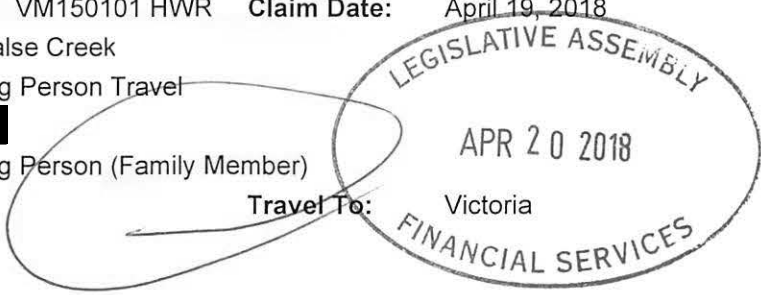 VM150101 HWR Claim Date: April 19, 2018
alse Creek
g Person Travel
g Person (Family Member)
Travel To: Victoria
LEGISLATIVE ASSEMBLY
APR 20 2018
FINANCIAL SERVICES